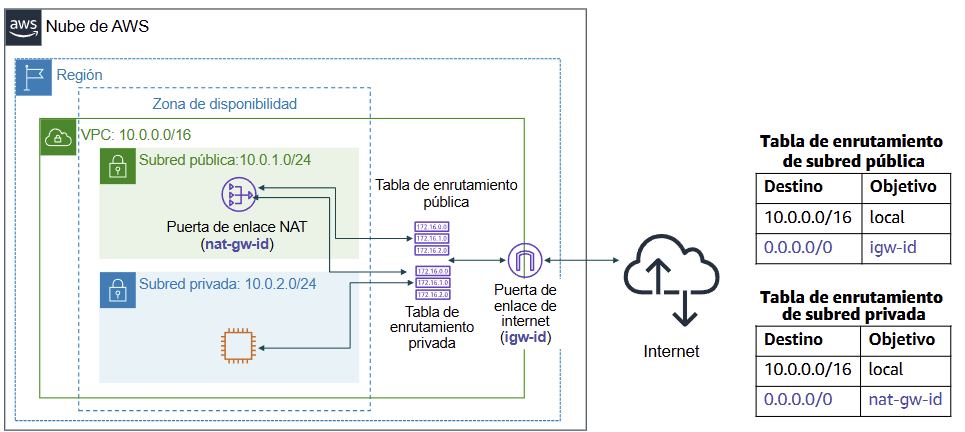 aws
Nube de AWS
Región
Zona de disponibilidad
VPC: 10.0.0.0/16
Subred pública:10.0.1.0/24
Puerta de enlace NAT
(nat-gw-id)
Tabla de enrutamiento
pública
172.16.0.0
172.16.1.0
172.16.2.0
Subred privada: 10.0.2.0/24
172.16.0.0
172.16.1.0
172.16.2.0
Tabla de
enrutamiento
privada
Puerta de
enlace de
internet
(igw-id)
Internet
Tabla de enrutamiento
de subred pública
Destino Objetivo
10.0.0.0/16 local
0.0.0.0/0 igw-id
Tabla de enrutamiento
de subred privada
Destino Objetivo
10.0.0.0/16 local
0.0.0.0/0 nat-gw-id